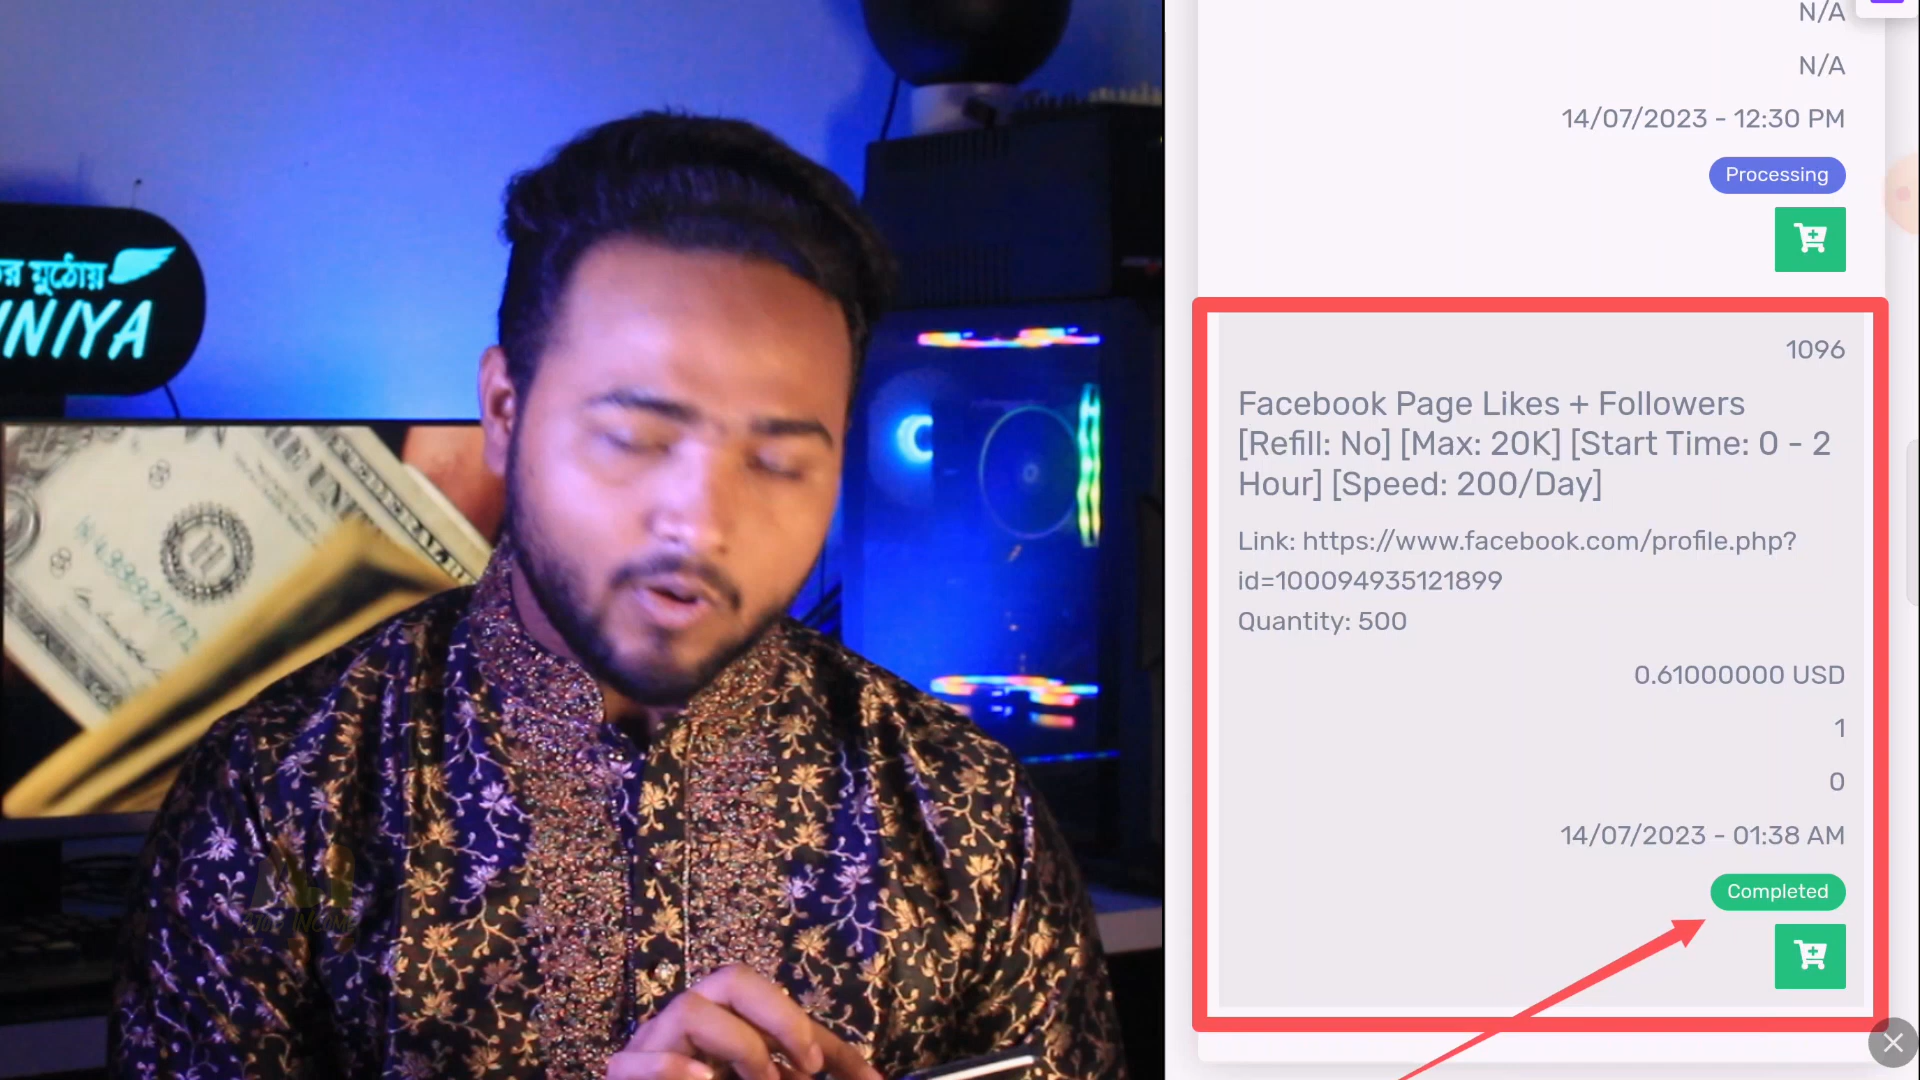 র মুঠোয়
UNIYA
N/A
N/A
14/07/2023 - 12:30 PM
Processing
1096
Facebook Page Likes + Followers
[Refill: No] [Max: 20K] [Start Time: 0 - 2
Hour] [Speed: 200/Day]
Link: https://www.facebook.com/profile.php?
id=100094935121899
Quantity: 500
0.61000000 USD
1
0
14/07/2023 - 01:38 AM
Completed